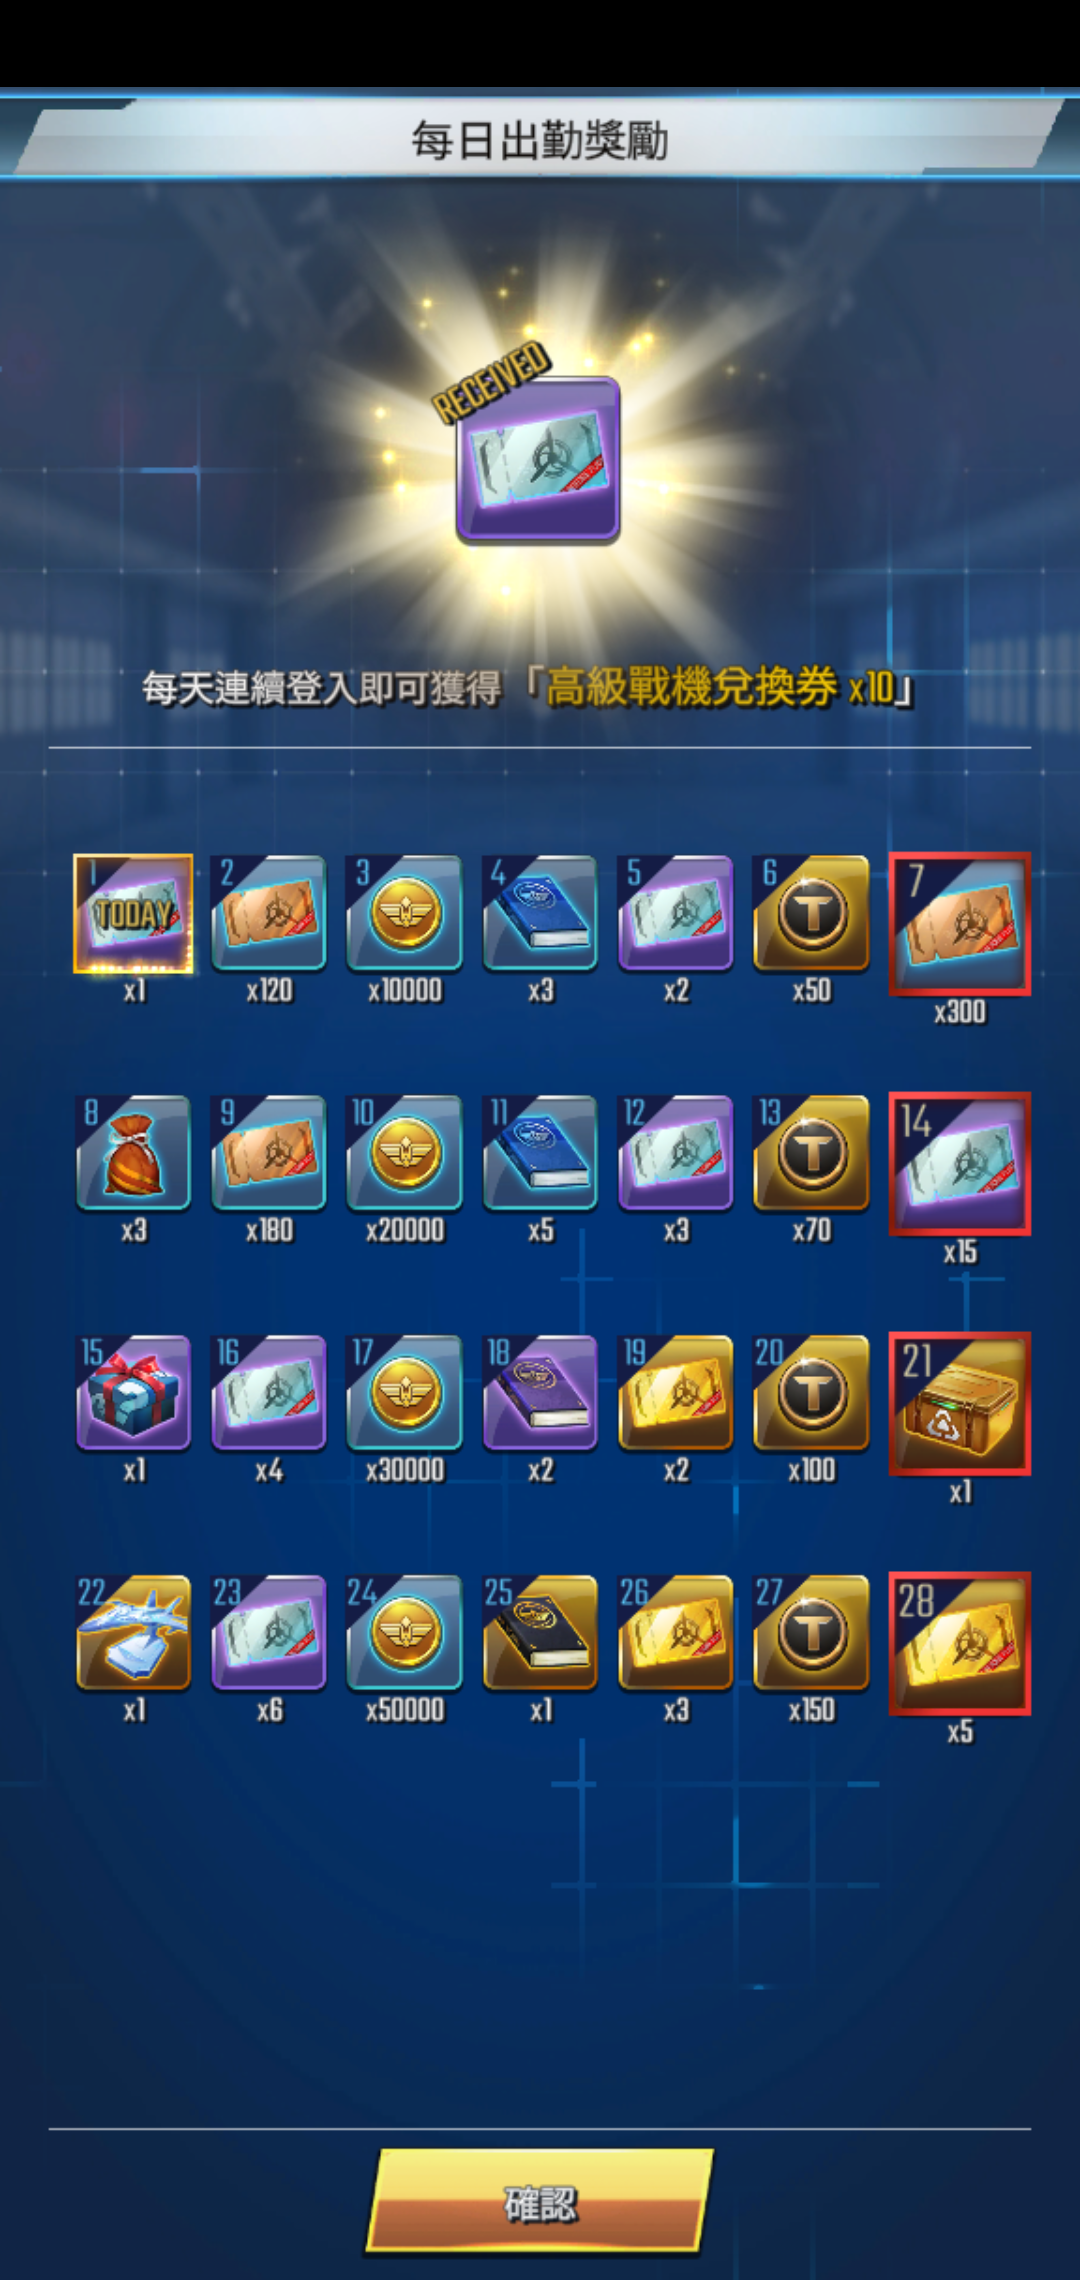 每日出勤獎勵
RECEIVED
每天連續登入即可獲得「高級戰機兌換券 x10」
1 2 3 4 5 6 7
TODAY
x1 x120 x10000 x3 x2 x50 x300
8 9 10 11 12 13 14
x3 x180 x20000 x5 x3 x70 x15
15 16 17 18 19 20 21
x1 x4 x30000 x2 x2 x100 x1
22 23 24 25 26 27 28
x1 x6 x50000 x1 x3 x150 x5
確認